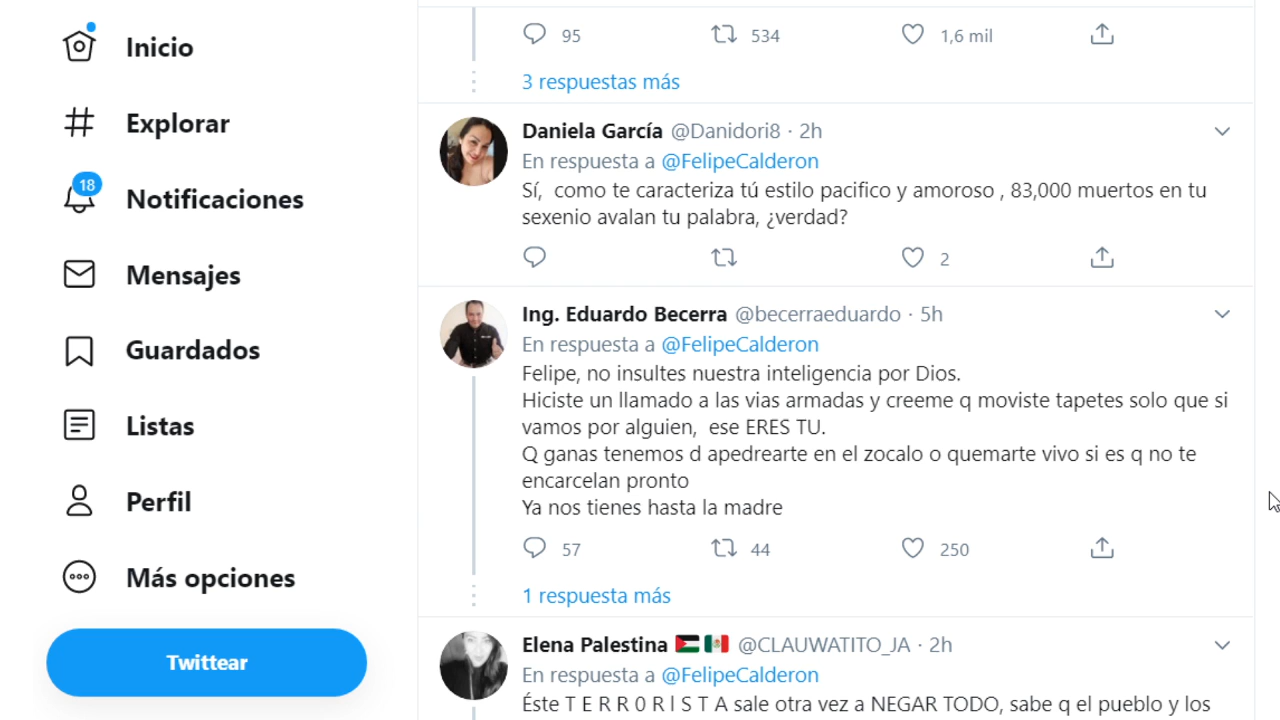 Inicio
Explorar
18
Notificaciones
Mensajes
Guardados
Listas
Perfil
Más opciones
Twittear
95 534 1,6 mil
3 respuestas más
Daniela García @Danidori8 · 2h
En respuesta a @FelipeCalderon
Sí, como te caracteriza tú estilo pacifico y amoroso , 83,000 muertos en tu
sexenio avalan tu palabra, ¿verdad?
2
Ing. Eduardo Becerra @becerraeduardo · 5h
En respuesta a @FelipeCalderon
Felipe, no insultes nuestra inteligencia por Dios.
Hiciste un llamado a las vias armadas y creeme q moviste tapetes solo que si
vamos por alguien, ese ERES TU.
Q ganas tenemos d apedrearte en el zocalo o quemarte vivo si es q no te
encarcelan pronto
Ya nos tienes hasta la madre
57 44 250
1 respuesta más
Elena Palestina 🇵🇸🇲🇽 @CLAUWATITO_JA · 2h
En respuesta a @FelipeCalderon
Éste T E R R 0 R l S T A sale otra vez a NEGAR TODO, sabe q el pueblo y los